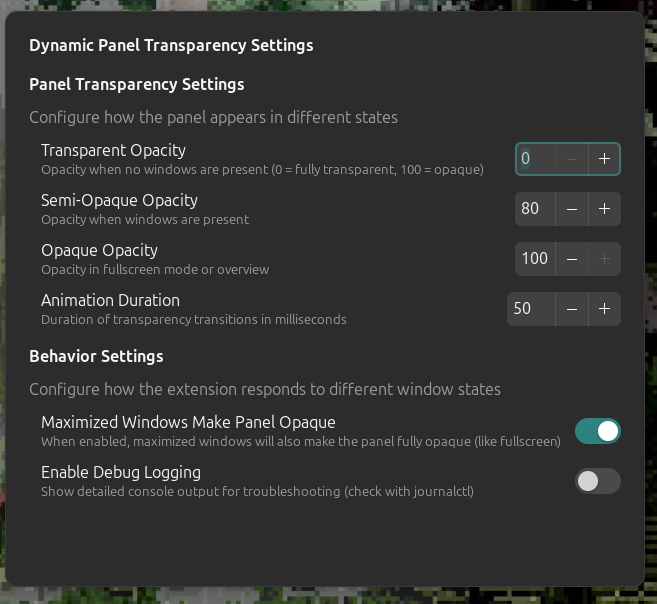 Dynamic Panel Transparency Settings
Panel Transparency Settings
Configure how the panel appears in different states
Transparent Opacity
Opacity when no windows are present (0 = fully transparent, 100 = opaque)
0 − +
Semi-Opaque Opacity
Opacity when windows are present
80 − +
Opaque Opacity
Opacity in fullscreen mode or overview
100 − +
Animation Duration
Duration of transparency transitions in milliseconds
50 − +
Behavior Settings
Configure how the extension responds to different window states
Maximized Windows Make Panel Opaque
When enabled, maximized windows will also make the panel fully opaque (like fullscreen)
Enable Debug Logging
Show detailed console output for troubleshooting (check with journalctl)